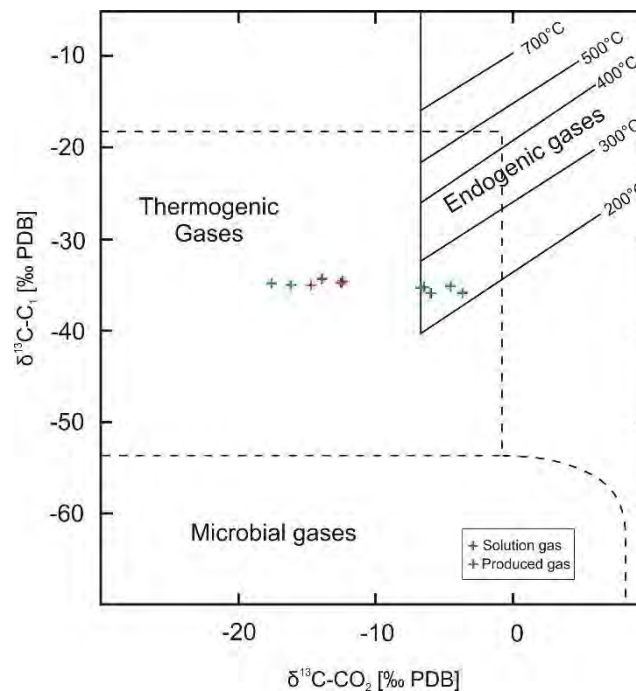 -10
-20
-30
-40
-50
-60
δ¹³C-C₁ [‰ PDB]
700°C
500°C
400°C
300°C
200°C
Endogenic gases
Thermogenic
Gases
Microbial gases
+ Solution gas
+ Produced gas
-20
-10
0
δ¹³C-CO₂ [‰ PDB]